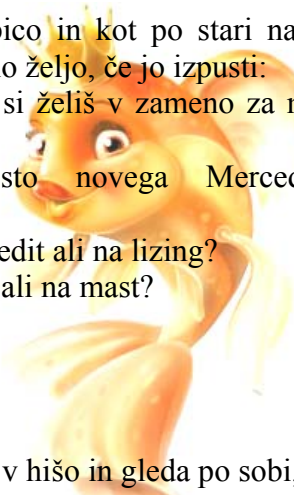 pico in kot po stari na
o željo, če jo izpusti:
si želiš v zameno za
sto novega Merced
edit ali na lizing?
ali na mast?
v hišo in gleda po sobi,